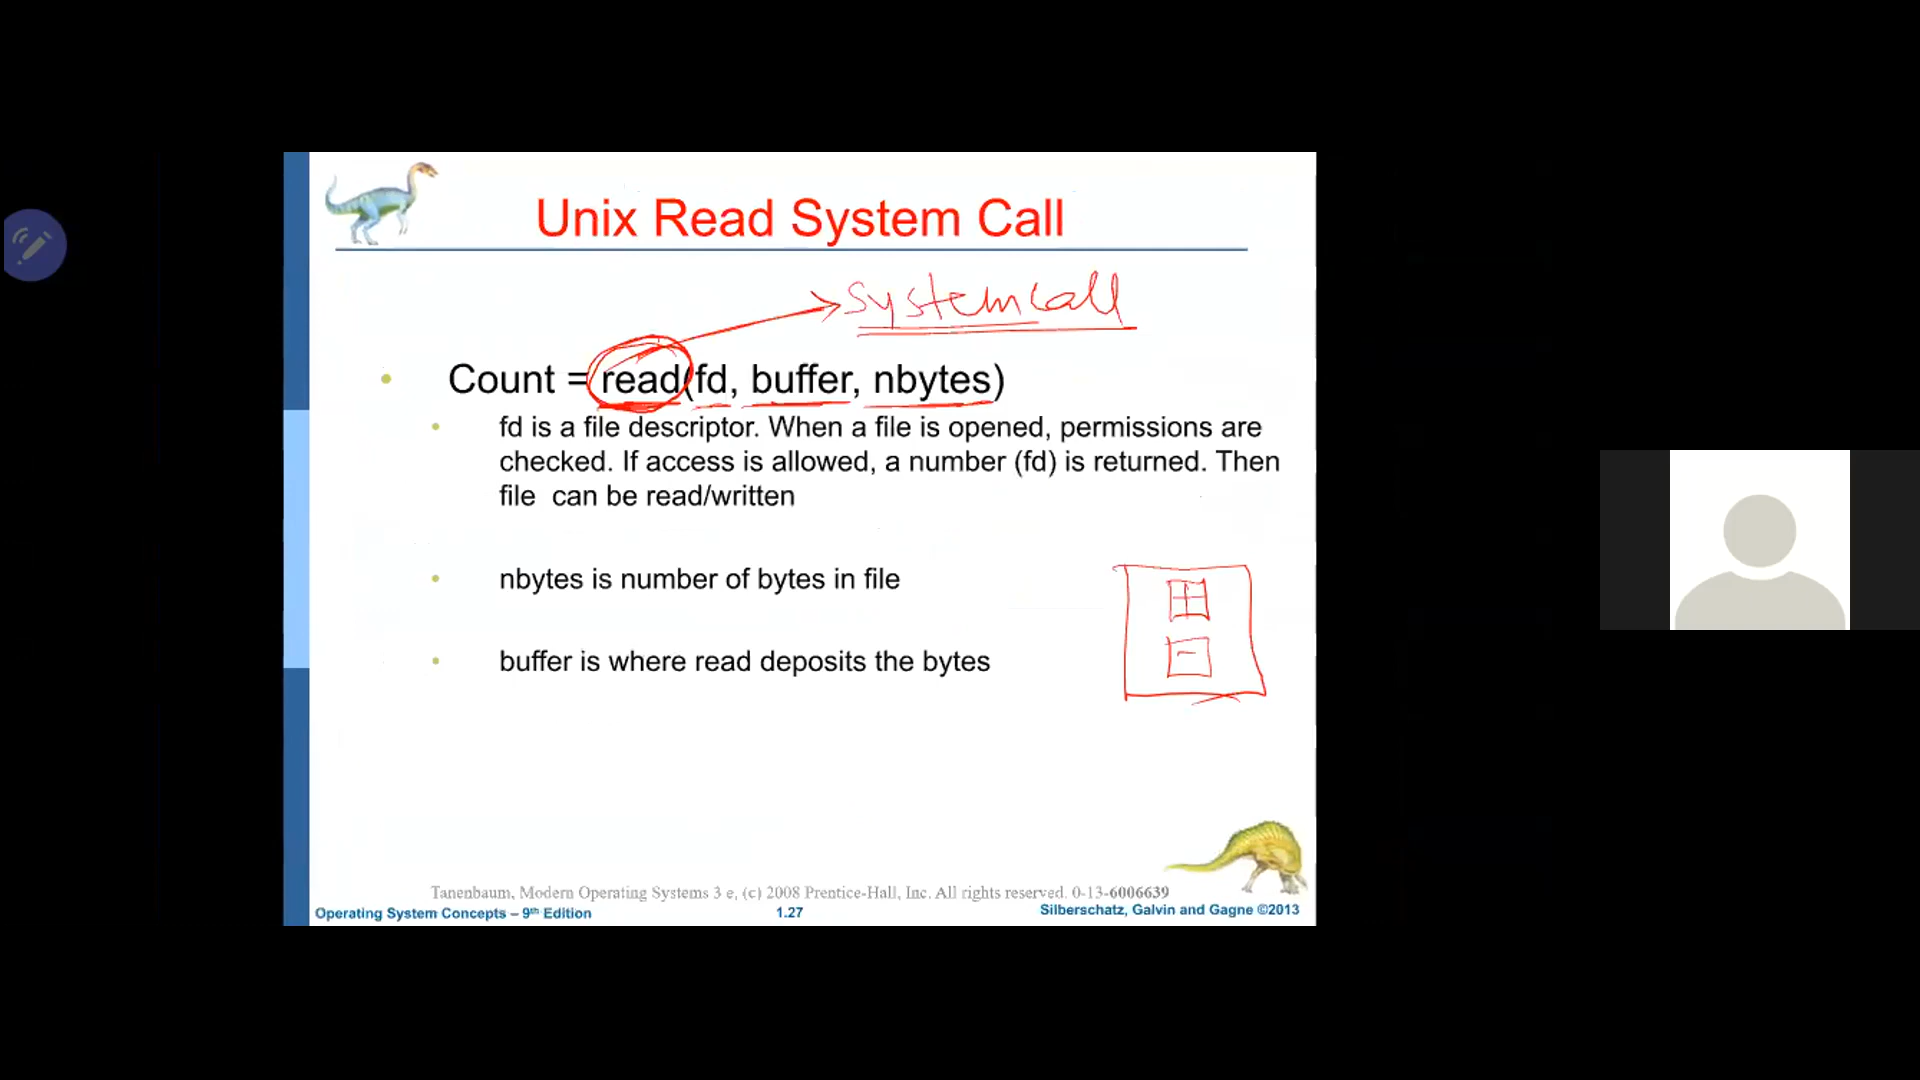 Unix Read System Call
System call
Count = read(fd, buffer, nbytes)
fd is a file descriptor. When a file is opened, permissions are
checked. If access is allowed, a number (fd) is returned. Then
file can be read/written
nbytes is number of bytes in file
buffer is where read deposits the bytes
Tanenbaum, Modern Operating Systems 3 e, (c) 2008 Prentice-Hall, Inc. All rights reserved. 0-13-6006639
Operating System Concepts – 9th Edition
1.27
Silberschatz, Galvin and Gagne ©2013